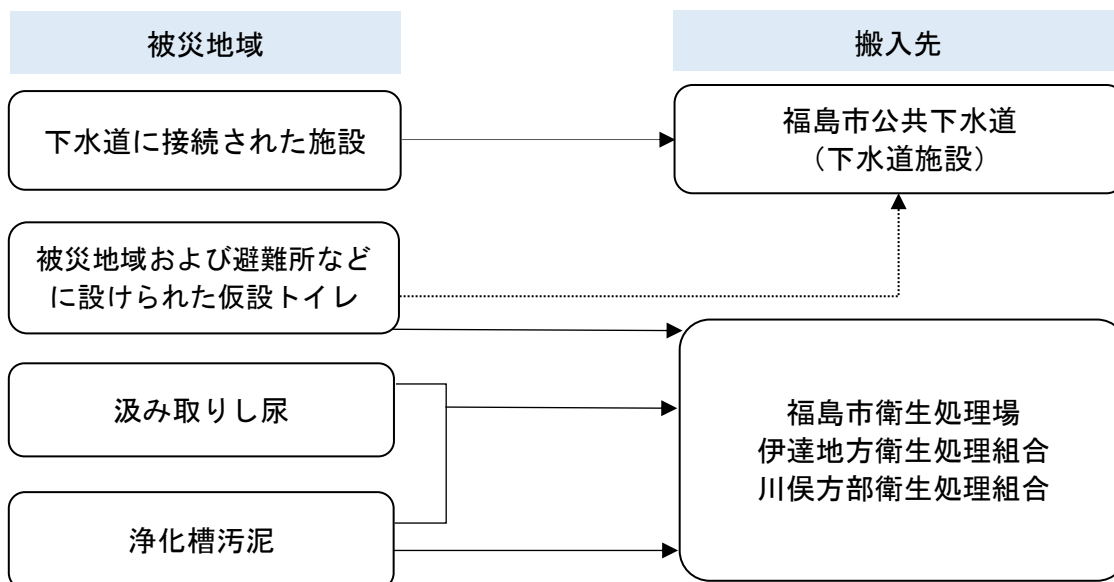 被災地域
搬入先
下水道に接続された施設
福島市公共下水道
（下水道施設）
被災地域および避難所など
に設けられた仮設トイレ
汲み取りし尿
浄化槽汚泥
福島市衛生処理場
伊達地方衛生処理組合
川俣方部衛生処理組合